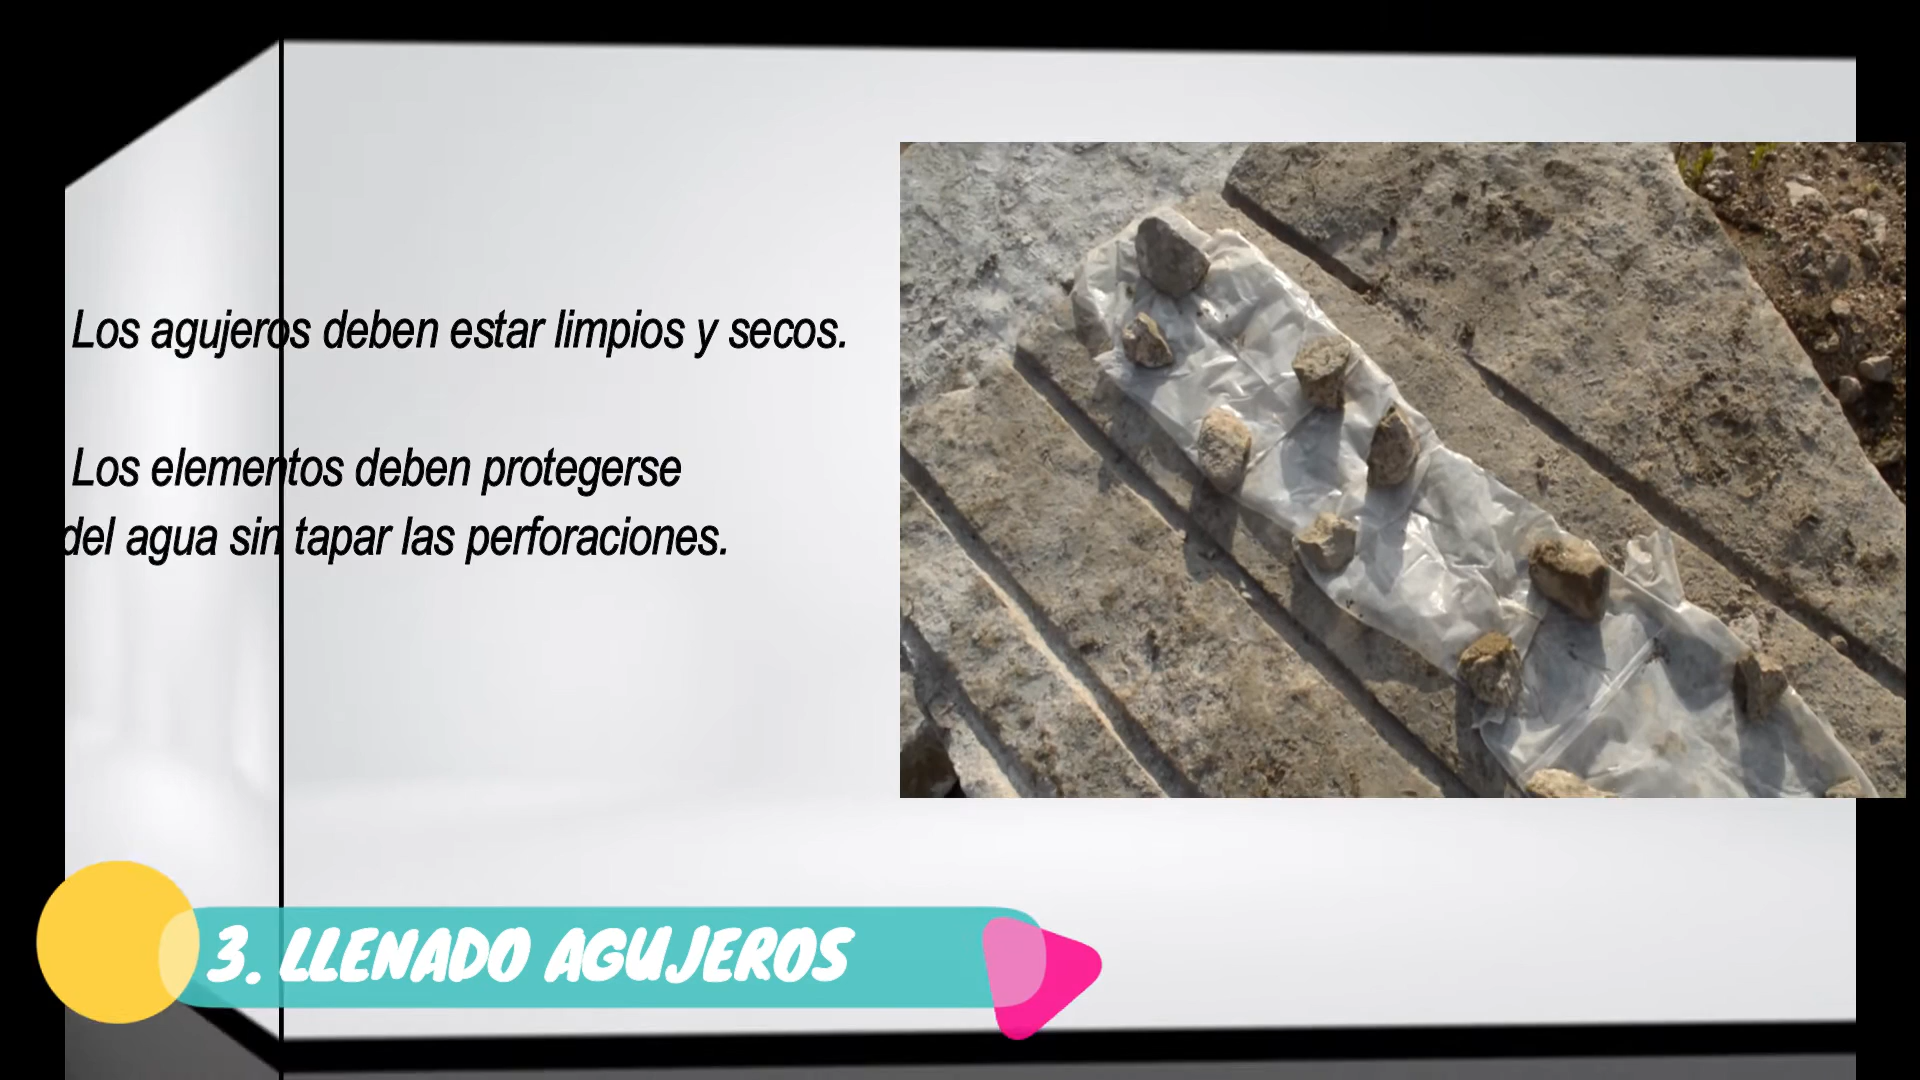 Los agujeros deben estar limpios y secos.
Los elementos deben protegerse
del agua sin tapar las perforaciones.
3. LLENADO AGUJEROS